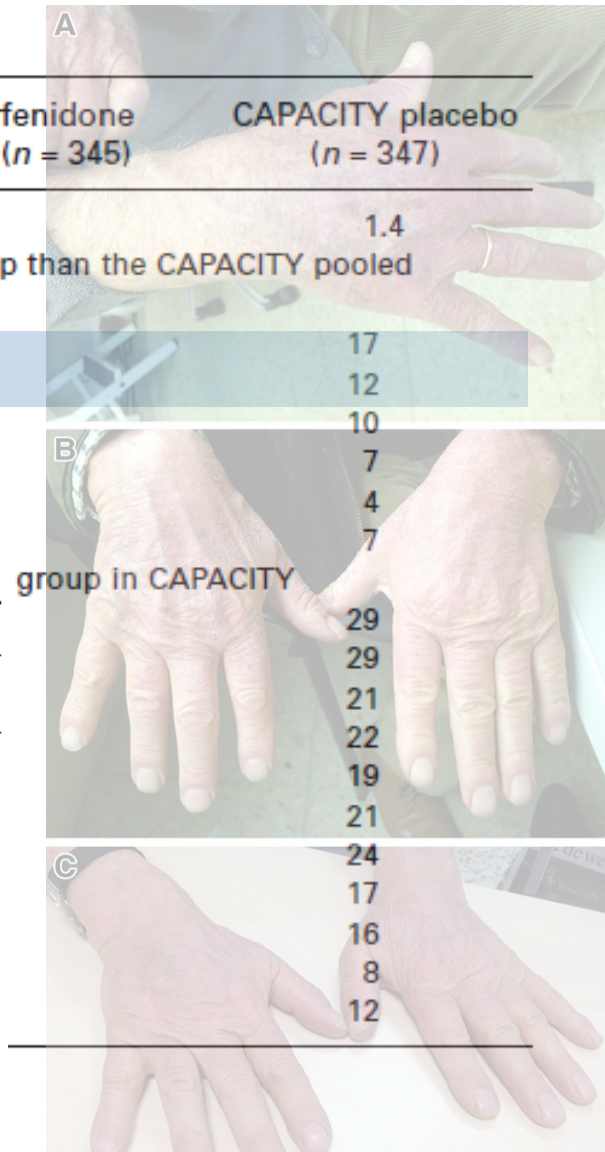 A
fenidone CAPACITY placebo
(n = 345) (n = 347)
1.4
p than the CAPACITY pooled
17
12
10
B
7
4
7
group in CAPACITY
29
29
21
22
19
21
24
C
17
16
8
12